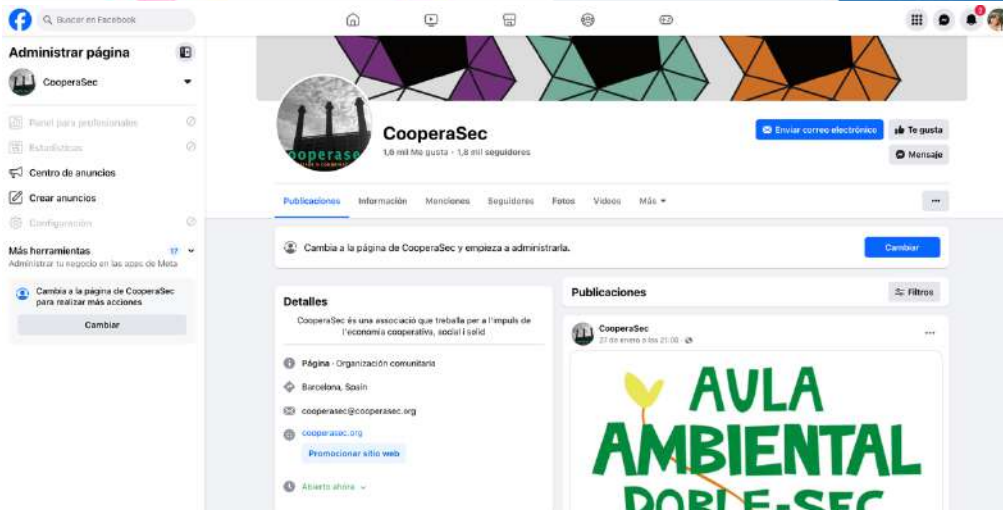 Buscar en Facebook
Administrar página
CooperaSec
Panel para profesionales
Estadísticas
Centro de anuncios
Crear anuncios
Configuración
Más herramientas 17
Administrar tu negocio en las apps de Meta
Cambia a la página de CooperaSec
para realizar más acciones
Cambiar
cooperase
CooperaSec
1,6 mil Me gusta · 1,8 mil seguidores
Enviar correo electrónico
Te gusta
Mensaje
Publicaciones Información Menciones Seguidores Fotos Videos Más
Cambia a la página de CooperaSec y empieza a administrarla.
Cambiar
Detalles
CooperaSec és una associació que treballa per a l'impuls de
l'economia cooperativa, social i solid
Página · Organización comunitaria
Barcelona, Spain
cooperasec@cooperasec.org
cooperasec.org
Promocionar sitio web
Abierto ahora
Publicaciones
Filtros
CooperaSec
27 de enero a las 21:00
AULA
AMBIENTAL
DOBLE-SEC